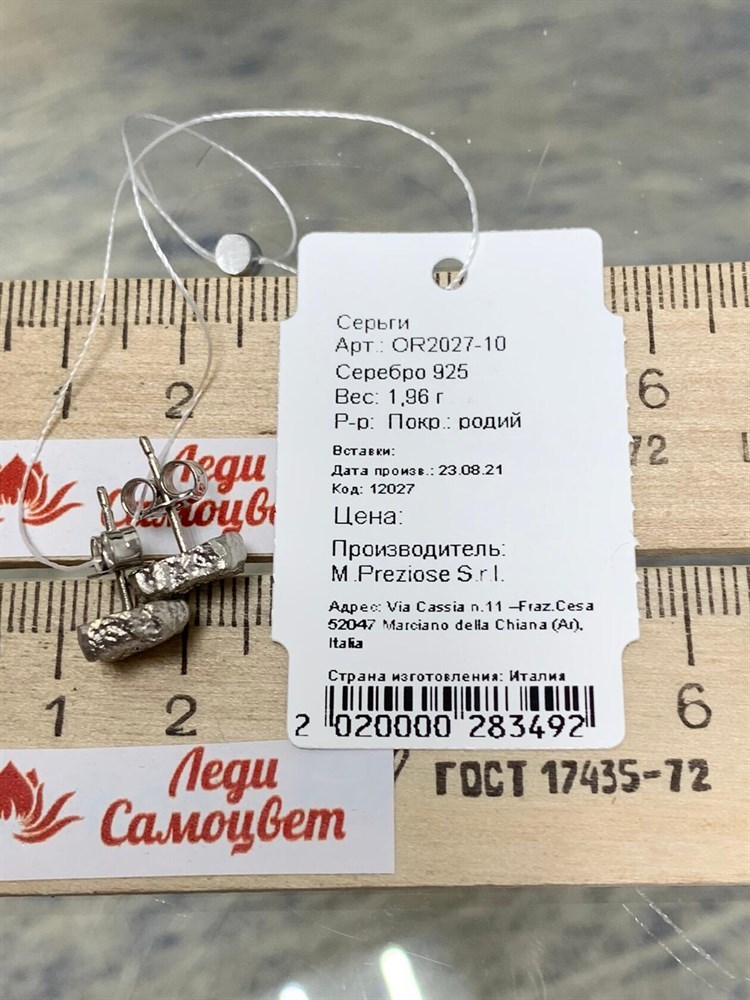 Серьги
Арт.: OR2027-10
Серебро 925
Вес: 1,96 г
Р-р: Покр.: родий
Вставки:
Дата произв.: 23.08.21
Код: 12027
Цена:
Производитель:
M.Preziose S.r.l.
Адрес: Via Cassia n.11 –Fraz.Cesa
52047 Marciano della Chiana (Ar),
Italia
Страна изготовления: Италия
2 020000 283492
2
6
72
Леди
Самоцвет
1 2 6
ГОСТ 17435-72
Леди
Самоцвет